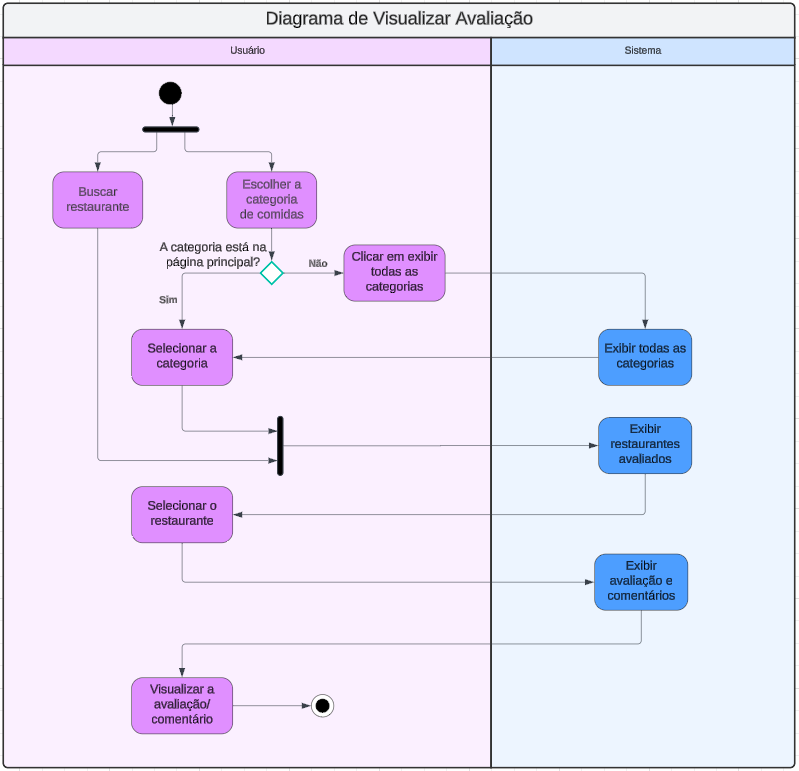 Diagrama de Visualizar Avaliação
Usuário
Sistema
Buscar
restaurante
Escolher a
categoria
de comidas
A categoria está na
página principal?
Não
Sim
Clicar em exibir
todas as
categorias
Selecionar a
categoria
Exibir todas as
categorias
Exibir
restaurantes
avaliados
Selecionar o
restaurante
Exibir
avaliação e
comentários
Visualizar a
avaliação/
comentário